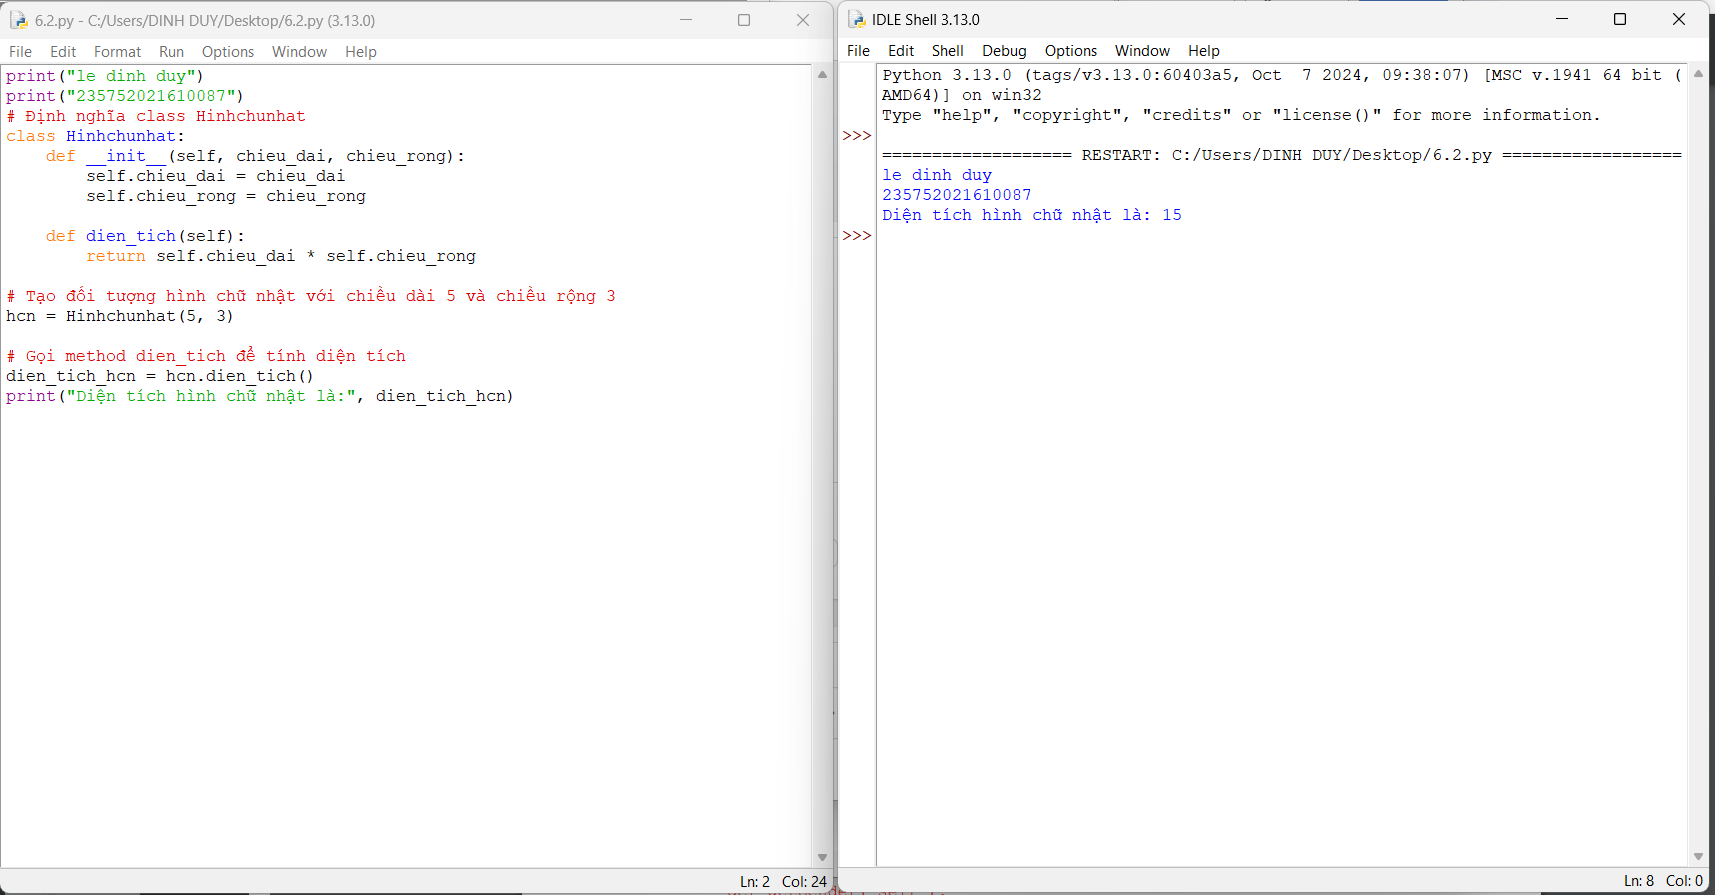 6.2.py - C:/Users/DINH DUY/Desktop/6.2.py (3.13.0)
File Edit Format Run Options Window Help
print("le dinh duy")
print("235752021610087")
# Định nghĩa class Hinhchunhat
class Hinhchunhat:
    def __init__(self, chieu_dai, chieu_rong):
        self.chieu_dai = chieu_dai
        self.chieu_rong = chieu_rong
    def dien_tich(self):
        return self.chieu_dai * self.chieu_rong
# Tạo đối tượng hình chữ nhật với chiều dài 5 và chiều rộng 3
hcn = Hinhchunhat(5, 3)
# Gọi method dien_tich để tính diện tích
dien_tich_hcn = hcn.dien_tich()
print("Diện tích hình chữ nhật là:", dien_tich_hcn)
Ln: 2 Col: 24
IDLE Shell 3.13.0
File Edit Shell Debug Options Window Help
Python 3.13.0 (tags/v3.13.0:60403a5, Oct  7 2024, 09:38:07) [MSC v.1941 64 bit (
AMD64)] on win32
Type "help", "copyright", "credits" or "license()" for more information.
>>>
=================== RESTART: C:/Users/DINH DUY/Desktop/6.2.py ==================
le dinh duy
235752021610087
Diện tích hình chữ nhật là: 15
>>>
Ln: 8 Col: 0